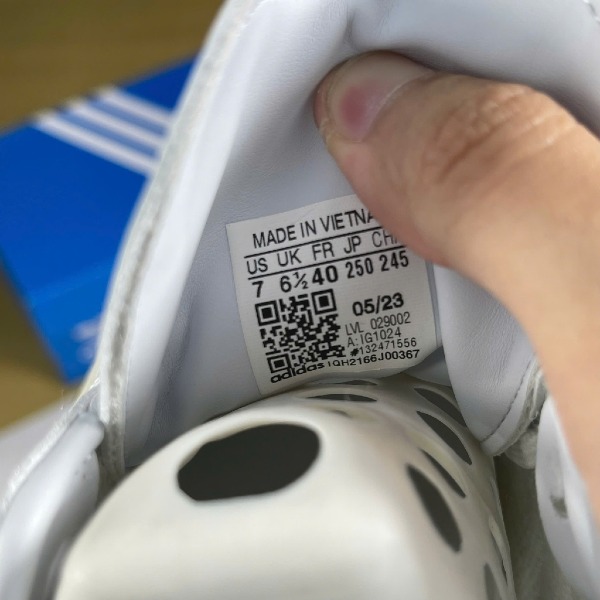 MADE IN VIETNA
US UK FR JP CH
7 6½ 40 250 245
05/23
LVL 029002
A: IG1024
#132471556
adidas 1QH2166J00367